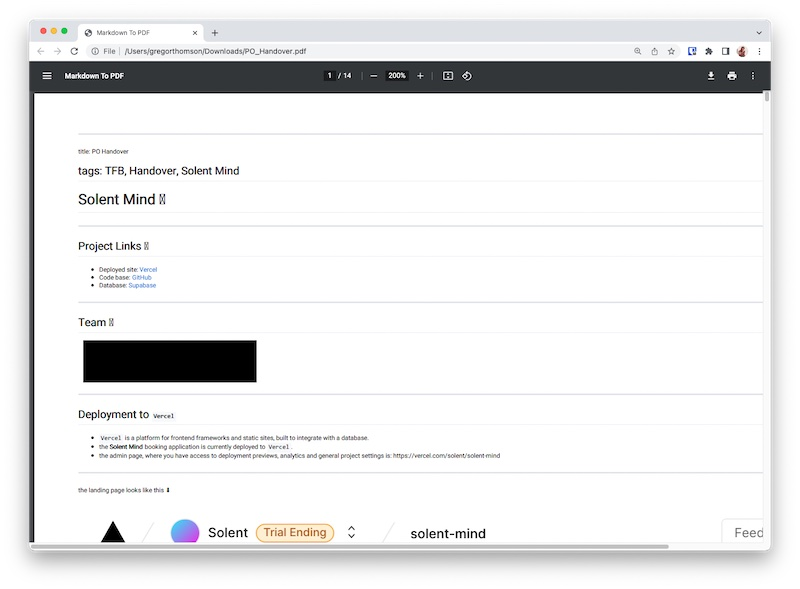 Markdown To PDF
File
/Users/gregorthomson/Downloads/PO_Handover.pdf
Markdown To PDF
1 / 14
200%
title: PO Handover
tags: TFB, Handover, Solent Mind
Solent Mind
Project Links
Deployed site: Vercel
Code base: GitHub
Database: Supabase
Team
Deployment to Vercel
Vercel is a platform for frontend frameworks and static sites, built to integrate with a database.
the Solent Mind booking application is currently deployed to Vercel .
the admin page, where you have access to deployment previews, analytics and general project settings is: https://vercel.com/solent/solent-mind
the landing page looks like this ⬇
Solent
Trial Ending
solent-mind
Feed